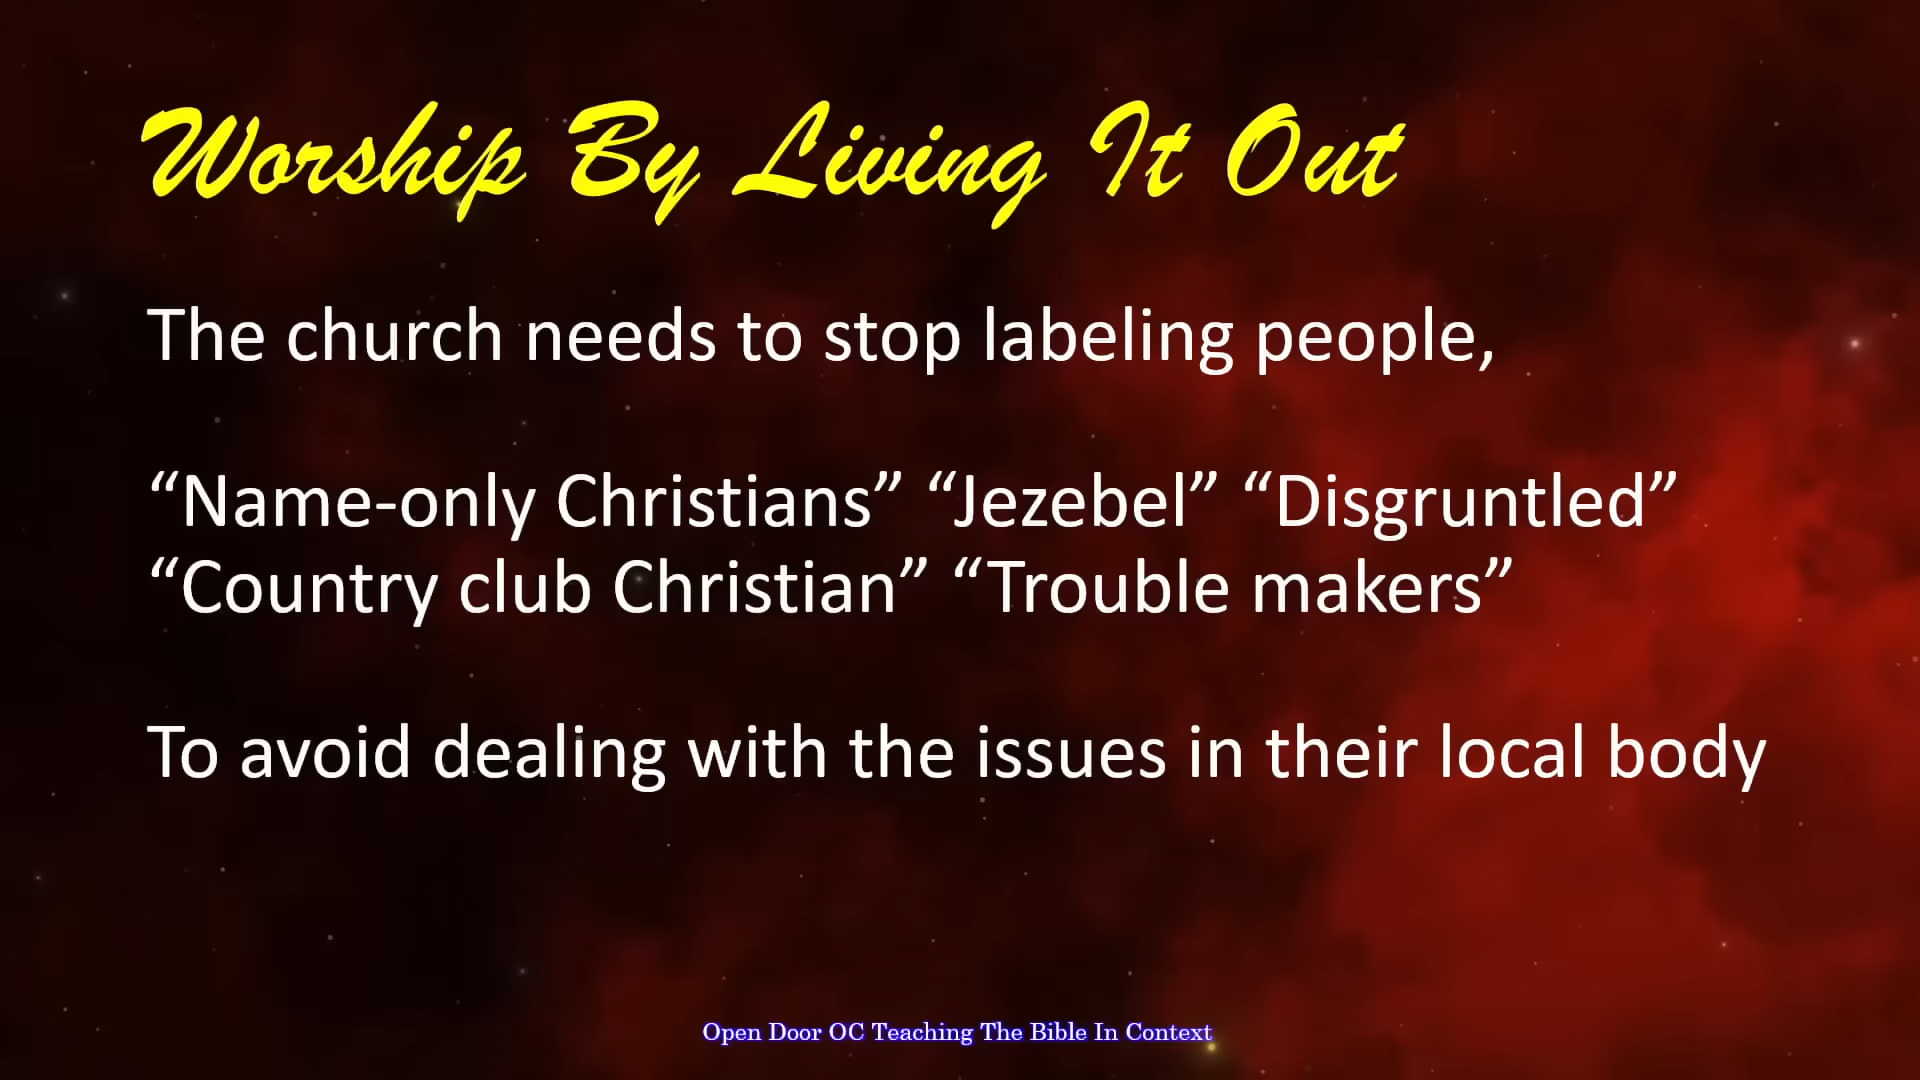 Worship By Living It Out
The church needs to stop labeling people,
“Name-only Christians” “Jezebel” “Disgruntled”
“Country club Christian” “Trouble makers”
To avoid dealing with the issues in their local body
Open Door OC Teaching The Bible In Context